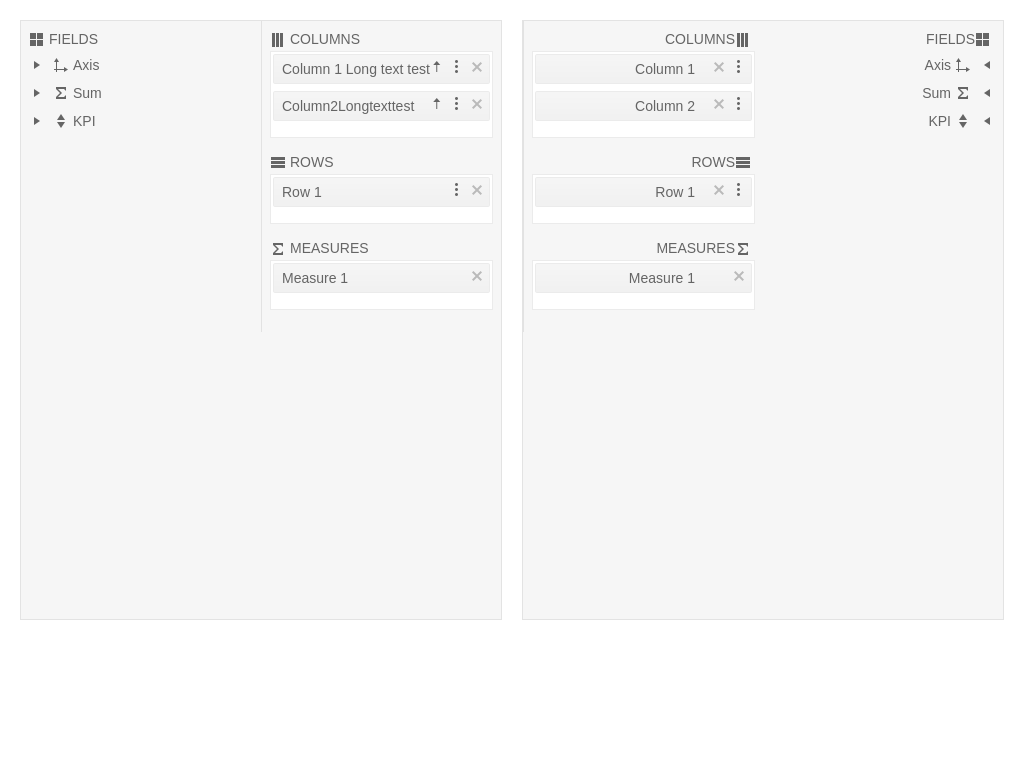 FIELDS
Axis
Sum
KPI
COLUMNS
Column 1 Long text test
Column2Longtexttest
ROWS
Row 1
MEASURES
Measure 1
COLUMNS
Column 1
Column 2
ROWS
Row 1
MEASURES
Measure 1
FIELDS
Axis
Sum
KPI